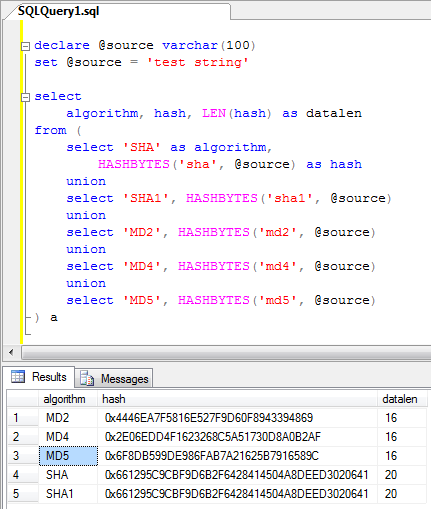 SQLQuery1.sql
declare @source varchar(100)
set @source = 'test string'
select
algorithm, hash, LEN(hash) as datalen
from (
select 'SHA' as algorithm,
HASHBYTES('sha', @source) as hash
union
select 'SHA1', HASHBYTES('sha1', @source)
union
select 'MD2', HASHBYTES('md2', @source)
union
select 'MD4', HASHBYTES('md4', @source)
union
select 'MD5', HASHBYTES('md5', @source)
) a
Results Messages
algorithm hash datalen
1 MD2 0x4446EA7F5816E527F9D60F8943394869 16
2 MD4 0x2E06EDD4F1623268C5A51730D8A0B2AF 16
3 MD5 0x6F8DB599DE986FAB7A21625B7916589C 16
4 SHA 0x661295C9CBF9D6B2F6428414504A8DEED3020641 20
5 SHA1 0x661295C9CBF9D6B2F6428414504A8DEED3020641 20